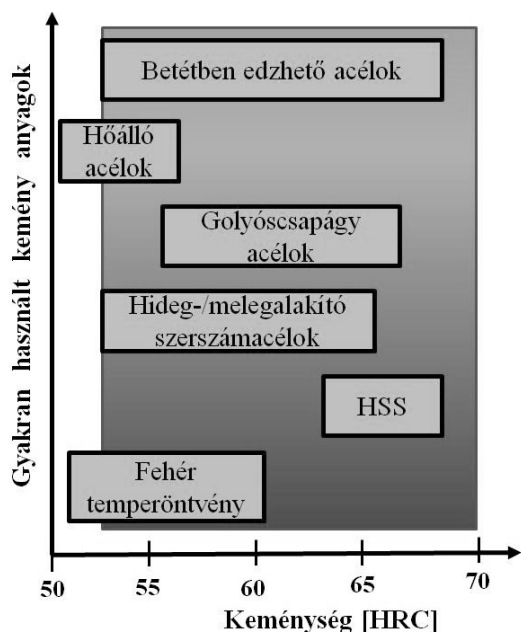 Gyakran használt kemény anyagok
Betétben edzhető acélok
Hőálló
acélok
Golyóscsapágy
acélok
Hideg-/melegalakító
szerszámacélok
HSS
Fehér
temperöntvény
50 55 60 65 70
Keménység [HRC]